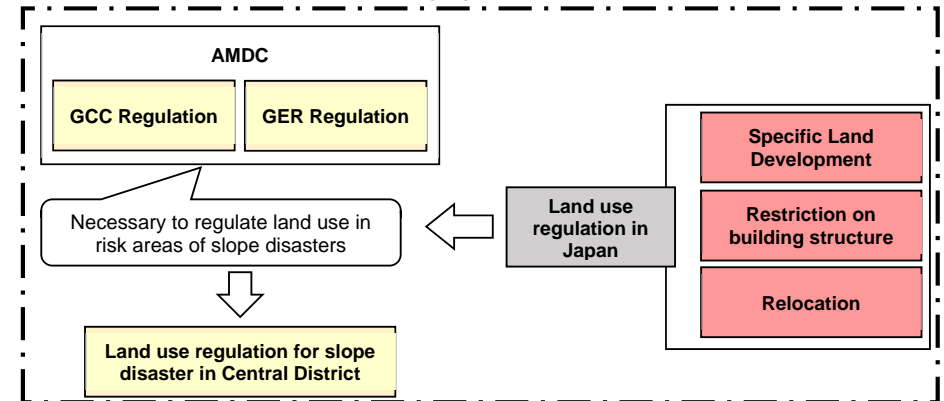 AMDC
GCC Regulation
GER Regulation
Necessary to regulate land use in
risk areas of slope disasters
Land use regulation for slope
disaster in Central District
Land use
regulation in
Japan
Specific Land
Development
Restriction on
building structure
Relocation